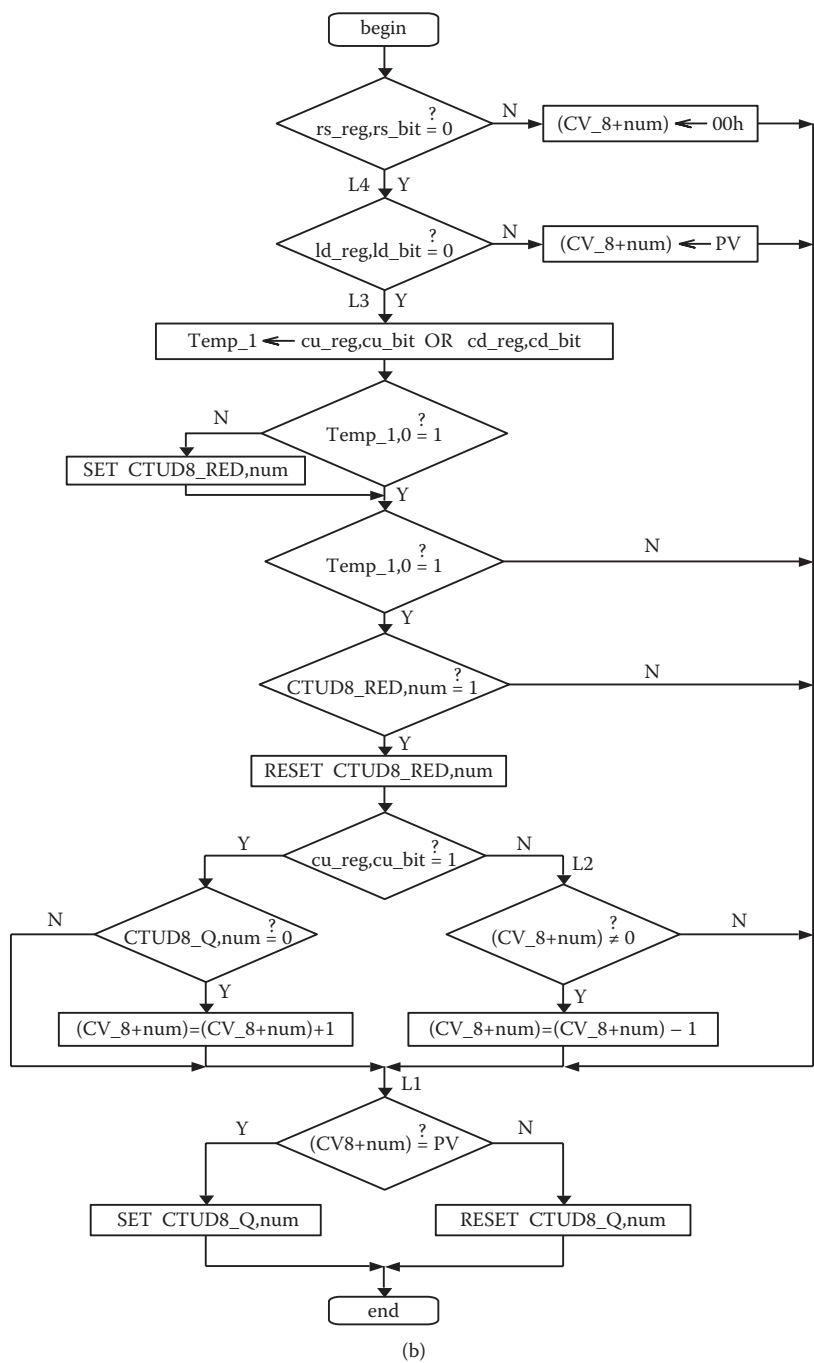 begin
?
rs_reg,rs_bit = 0
N
(CV_8+num) ← 00h
L4 Y
?
ld_reg,ld_bit = 0
N
(CV_8+num) ← PV
L3 Y
Temp_1 ← cu_reg,cu_bit OR cd_reg,cd_bit
N
?
Temp_1,0 = 1
SET CTUD8_RED,num
Y
?
Temp_1,0 = 1
N
Y
?
CTUD8_RED,num = 1
N
Y
RESET CTUD8_RED,num
Y
?
cu_reg,cu_bit = 1
N
L2
N
?
CTUD8_Q,num = 0
?
(CV_8+num) ≠ 0
N
Y
Y
(CV_8+num)=(CV_8+num)+1
(CV_8+num)=(CV_8+num) – 1
L1
Y
?
(CV8+num) = PV
N
SET CTUD8_Q,num
RESET CTUD8_Q,num
end
(b)